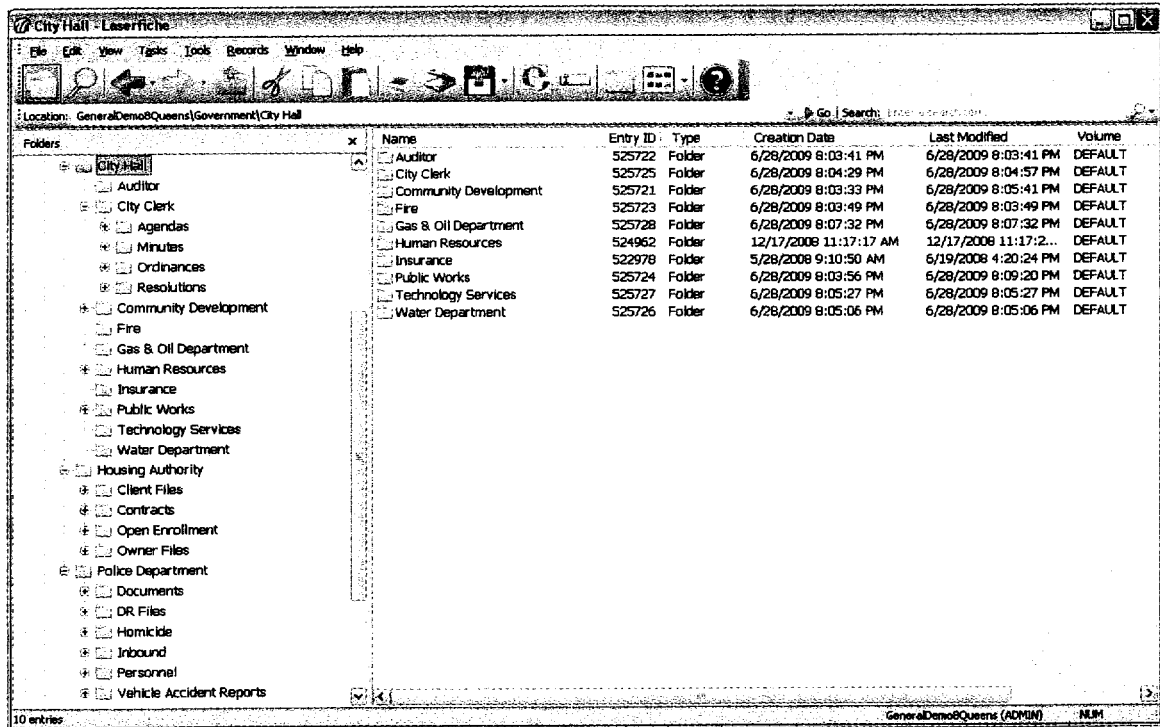 City Hall - Laserfiche
File Edit View Tasks Tools Records Window Help
Location: GeneralDemo8Queens\Government\City Hall Go Search:
Folders
City Hall
Auditor
City Clerk
Agendas
Minutes
Ordinances
Resolutions
Community Development
Fire
Gas & Oil Department
Human Resources
Insurance
Public Works
Technology Services
Water Department
Housing Authority
Client Files
Contracts
Open Enrollment
Owner Files
Police Department
Documents
DR Files
Homicide
Inbound
Personnel
Vehicle Accident Reports
Name Entry ID Type Creation Date Last Modified Volume
Auditor 525722 Folder 6/28/2009 8:03:41 PM 6/28/2009 8:03:41 PM DEFAULT
City Clerk 525725 Folder 6/28/2009 8:04:29 PM 6/28/2009 8:04:57 PM DEFAULT
Community Development 525721 Folder 6/28/2009 8:03:33 PM 6/28/2009 8:05:41 PM DEFAULT
Fire 525723 Folder 6/28/2009 8:03:49 PM 6/28/2009 8:03:49 PM DEFAULT
Gas & Oil Department 525728 Folder 6/28/2009 8:07:32 PM 6/28/2009 8:07:32 PM DEFAULT
Human Resources 524962 Folder 12/17/2008 11:17:17 AM 12/17/2008 11:17:2... DEFAULT
Insurance 522978 Folder 5/28/2008 9:10:50 AM 6/19/2008 4:20:24 PM DEFAULT
Public Works 525724 Folder 6/28/2009 8:03:56 PM 6/28/2009 8:09:20 PM DEFAULT
Technology Services 525727 Folder 6/28/2009 8:05:27 PM 6/28/2009 8:05:27 PM DEFAULT
Water Department 525726 Folder 6/28/2009 8:05:06 PM 6/28/2009 8:05:06 PM DEFAULT
10 entries GeneralDemo8Queens (ADMIN) NUM